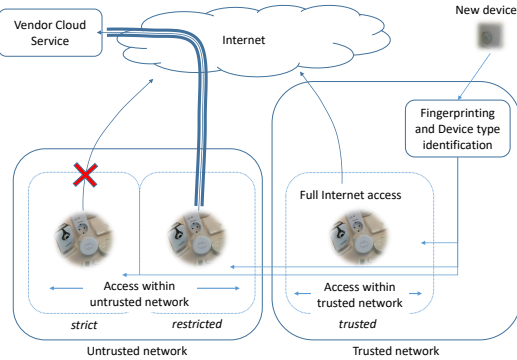 New device
Vendor Cloud
Service
Internet
Fingerprinting
and Device type
identification
Full Internet access
Access within
untrusted network
Access within
trusted network
strict
restricted
trusted
Untrusted network
Trusted network